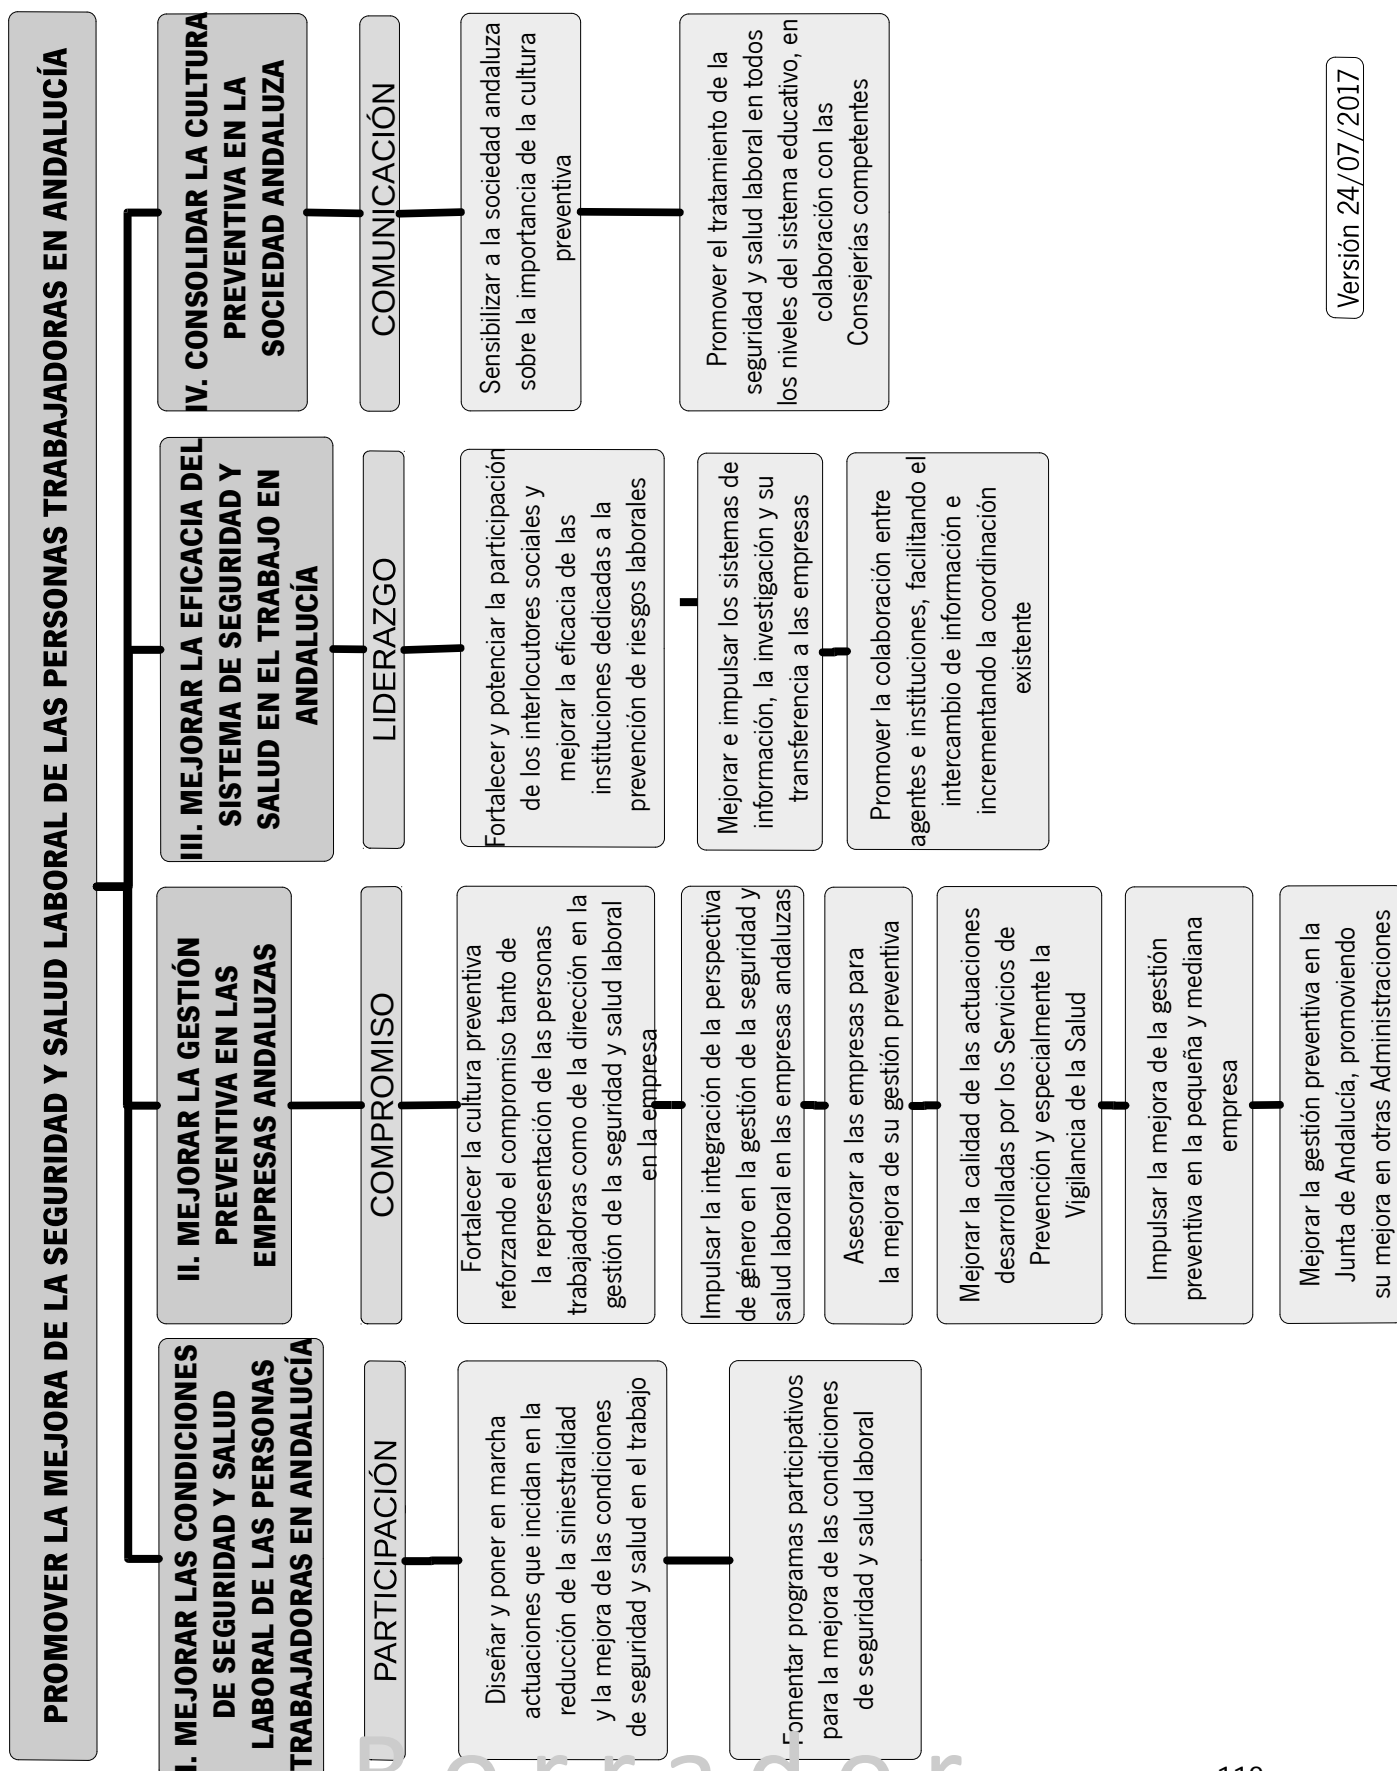 PROMOVER LA MEJORA DE LA SEGURIDAD Y SALUD LABORAL DE LAS PERSONAS TRABAJADORAS EN ANDALUCÍA
I. MEJORAR LAS CONDICIONES
DE SEGURIDAD Y SALUD
LABORAL DE LAS PERSONAS
TRABAJADORAS EN ANDALUCÍA
PARTICIPACIÓN
Diseñar y poner en marcha
actuaciones que incidan en la
reducción de la siniestralidad
y la mejora de las condiciones
de seguridad y salud en el trabajo
Fomentar programas participativos
para la mejora de las condiciones
de seguridad y salud laboral
II. MEJORAR LA GESTIÓN
PREVENTIVA EN LAS
EMPRESAS ANDALUZAS
COMPROMISO
Fortalecer la cultura preventiva
reforzando el compromiso tanto de
la representación de las personas
trabajadoras como de la dirección en la
gestión de la seguridad y salud laboral
en la empresa
Impulsar la integración de la perspectiva
de género en la gestión de la seguridad y
salud laboral en las empresas andaluzas
Asesorar a las empresas para
la mejora de su gestión preventiva
Mejorar la calidad de las actuaciones
desarrolladas por los Servicios de
Prevención y especialmente la
Vigilancia de la Salud
Impulsar la mejora de la gestión
preventiva en la pequeña y mediana
empresa
Mejorar la gestión preventiva en la
Junta de Andalucía, promoviendo
su mejora en otras Administraciones
III. MEJORAR LA EFICACIA DEL
SISTEMA DE SEGURIDAD Y
SALUD EN EL TRABAJO EN
ANDALUCÍA
LIDERAZGO
Fortalecer y potenciar la participación
de los interlocutores sociales y
mejorar la eficacia de las
instituciones dedicadas a la
prevención de riesgos laborales
Mejorar e impulsar los sistemas de
información, la investigación y su
transferencia a las empresas
Promover la colaboración entre
agentes e instituciones, facilitando el
intercambio de información e
incrementando la coordinación
existente
IV. CONSOLIDAR LA CULTURA
PREVENTIVA EN LA
SOCIEDAD ANDALUZA
COMUNICACIÓN
Sensibilizar a la sociedad andaluza
sobre la importancia de la cultura
preventiva
Promover el tratamiento de la
seguridad y salud laboral en todos
los niveles del sistema educativo, en
colaboración con las
Consejerías competentes
Versión 24/07/2017
Borrador